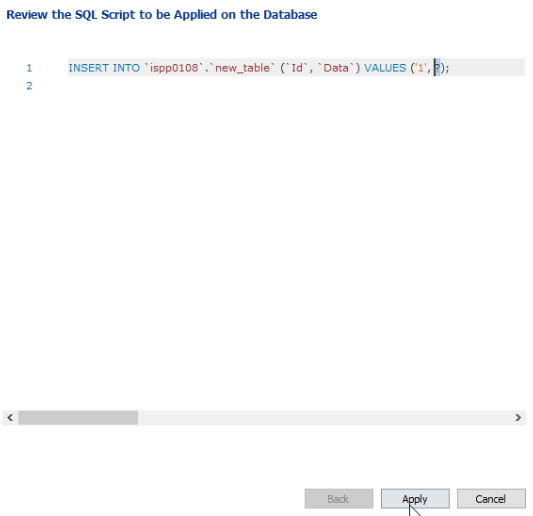 Review the SQL Script to be Applied on the Database
1 INSERT INTO `ispp0108`.`new_table` (`Id`, `Data`) VALUES ('1', ?);
2
Back Apply Cancel